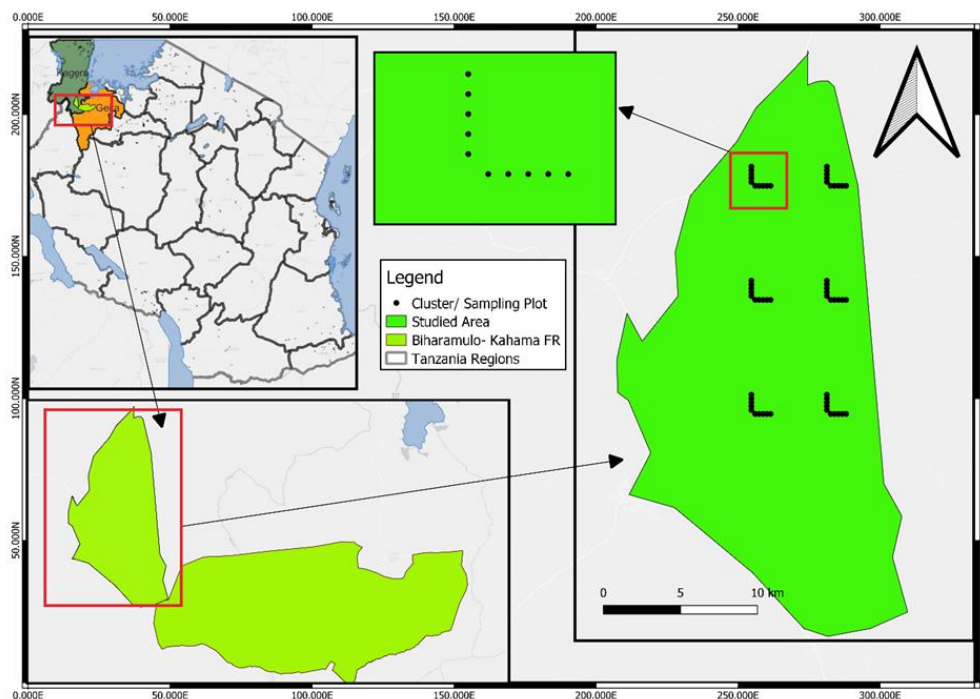 0.000E 50.000E 100.000E 150.000E 200.000E 250.000E 300.000E
200.000N
150.000N
100.000N
50.000N
Kagera
Geita
Legend
Cluster/ Sampling Plot
Studied Area
Biharamulo- Kahama FR
Tanzania Regions
0 5 10 km
0.000E 50.000E 100.000E 150.000E 200.000E 250.000E 300.000E